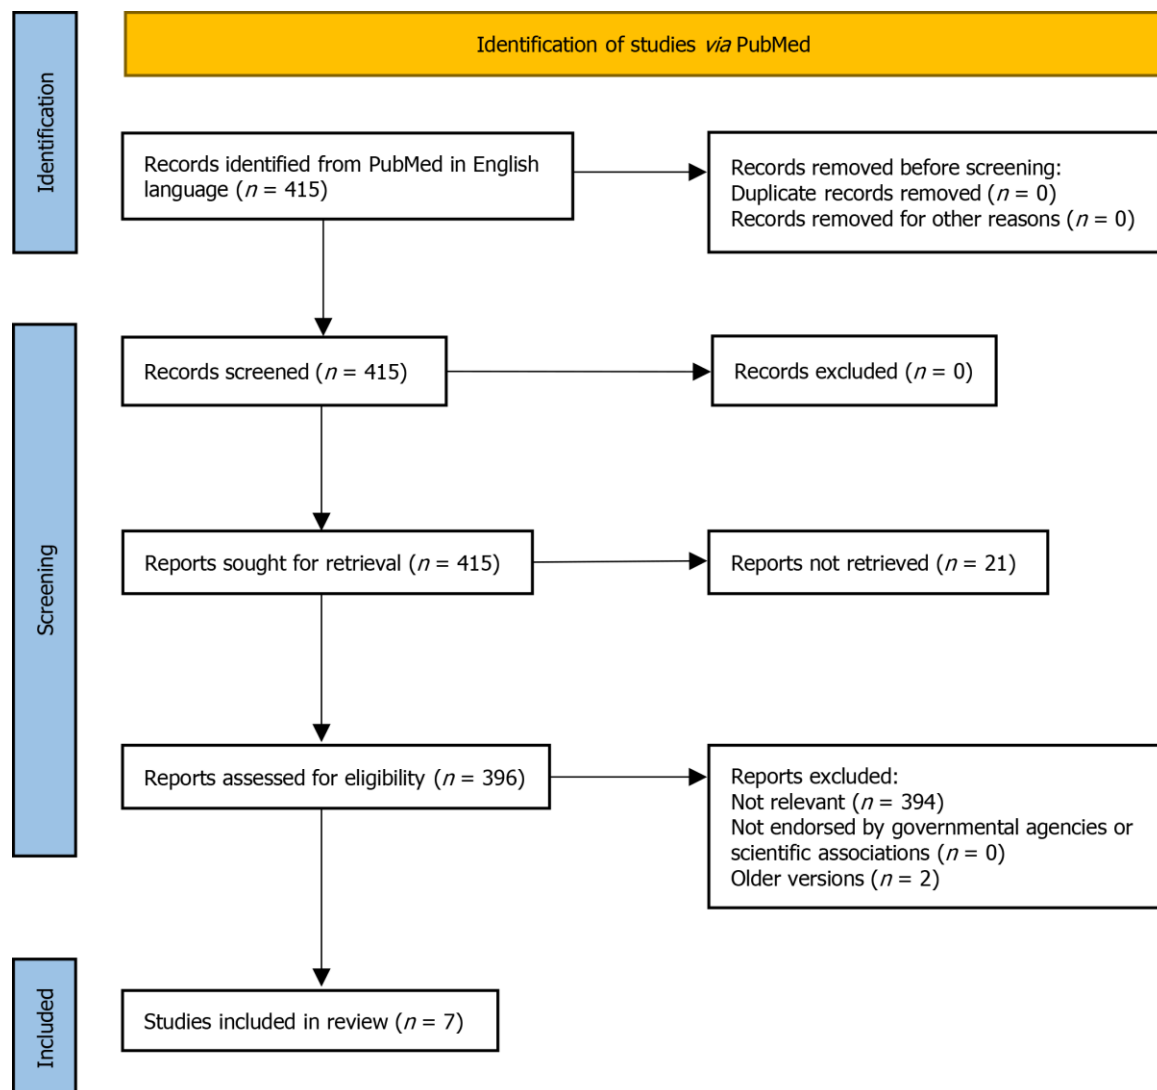 Identification of studies via PubMed
Identification
Records identified from PubMed in English
language (n = 415)
Records removed before screening:
Duplicate records removed (n = 0)
Records removed for other reasons (n = 0)
Screening
Records screened (n = 415)
Records excluded (n = 0)
Reports sought for retrieval (n = 415)
Reports not retrieved (n = 21)
Reports assessed for eligibility (n = 396)
Reports excluded:
Not relevant (n = 394)
Not endorsed by governmental agencies or
scientific associations (n = 0)
Older versions (n = 2)
Included
Studies included in review (n = 7)